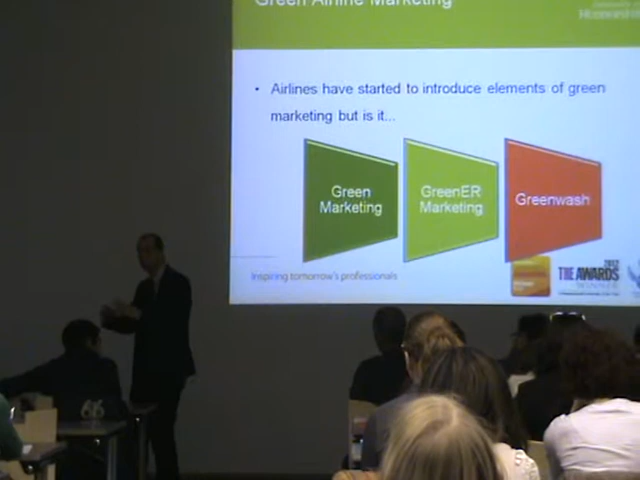 Green Airline Marketing
• Airlines have started to introduce elements of green
marketing but is it...
Green
Marketing
GreenER
Marketing
Greenwash
Inspiring tomorrow's professionals
THE AWARDS
2012
WINNER
66